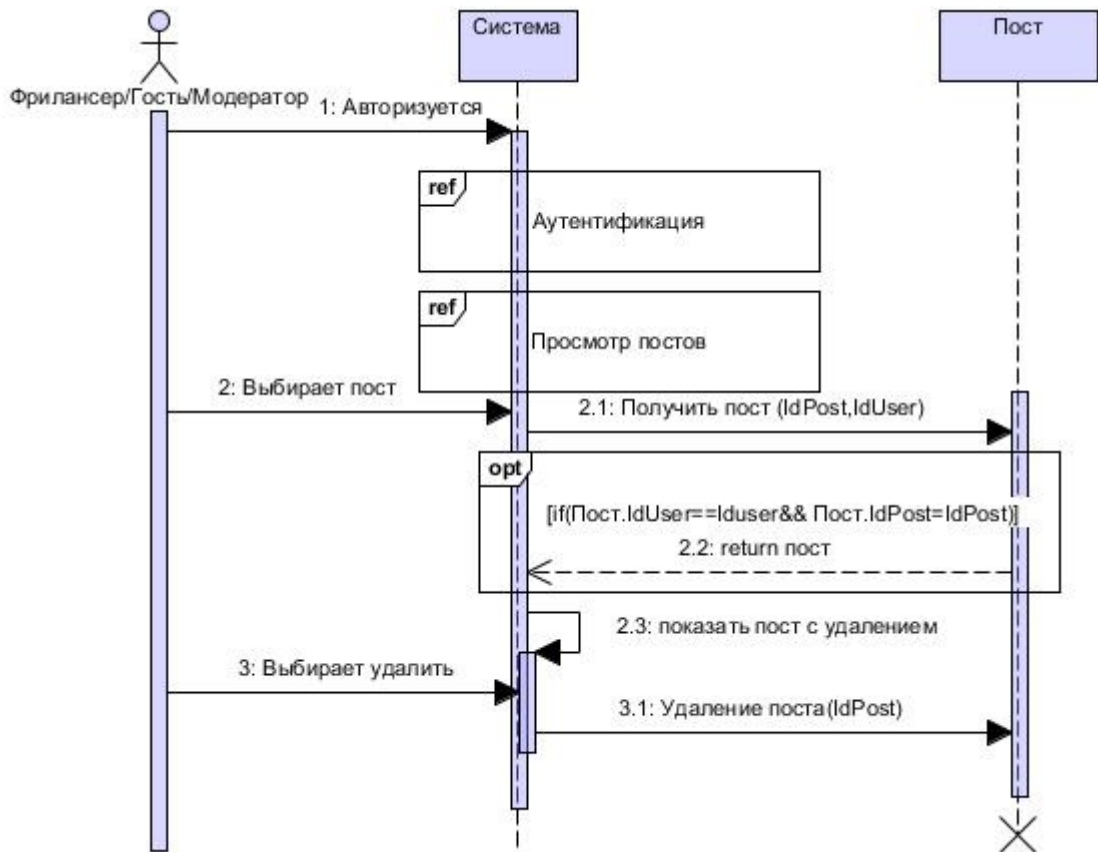 Система
Пост
Фрилансер/Гость/Модератор
1: Авторизуется
ref
Аутентификация
ref
Просмотр постов
2: Выбирает пост
2.1: Получить пост (IdPost,IdUser)
opt
[if(Пост.IdUser==Iduser&& Пост.IdPost=IdPost)]
2.2: return пост
2.3: показать пост с удалением
3: Выбирает удалить
3.1: Удаление поста(IdPost)